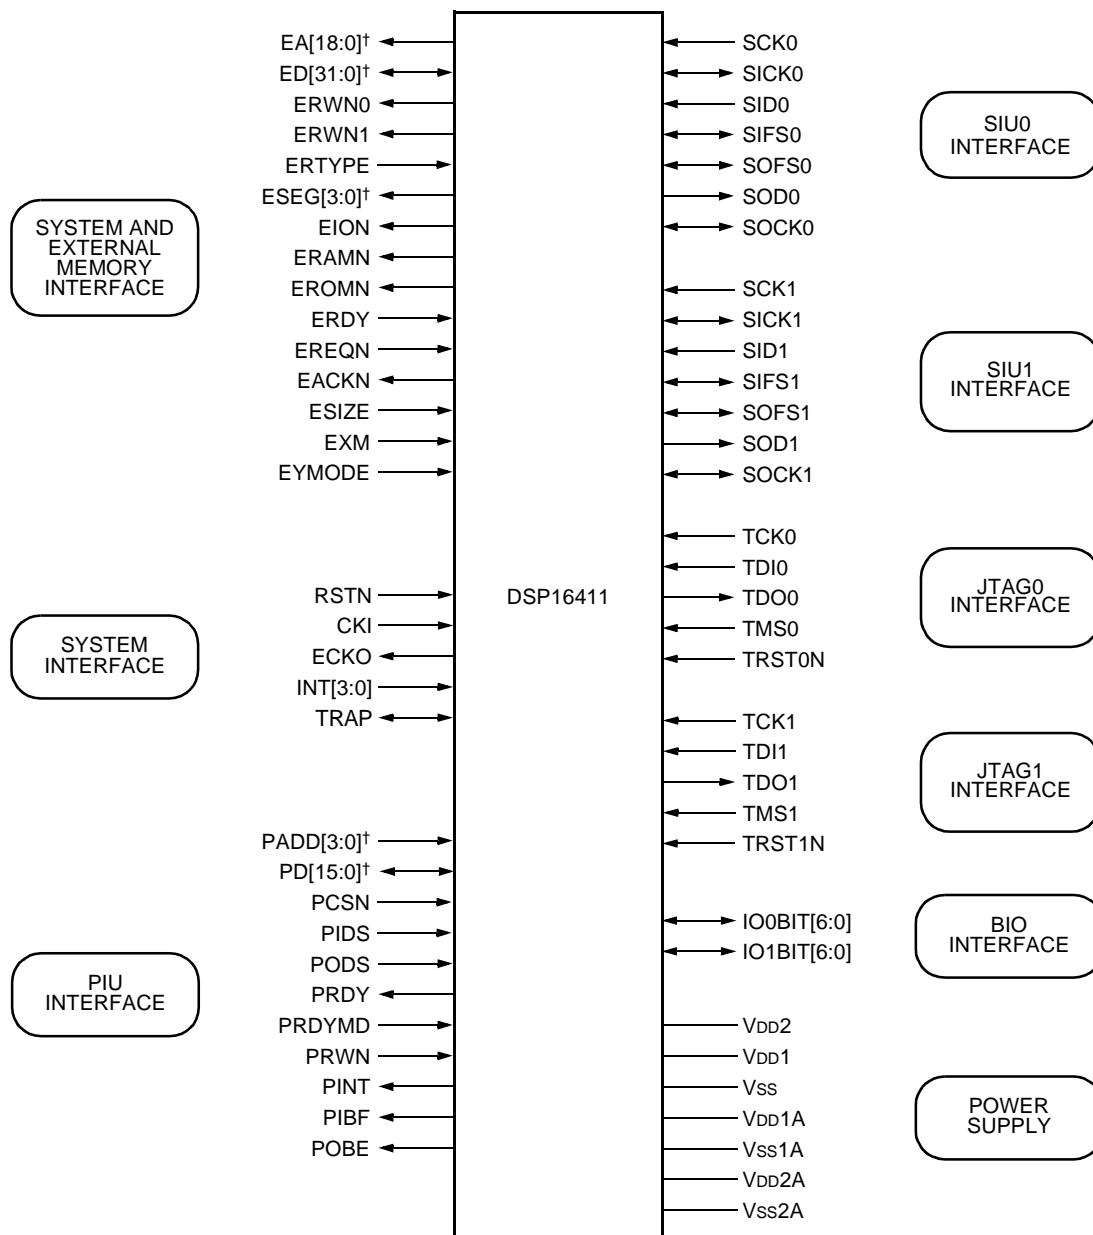 SYSTEM AND
EXTERNAL
MEMORY
INTERFACE
SYSTEM
INTERFACE
PIU
INTERFACE
EA[18:0]†
ED[31:0]†
ERWN0
ERWN1
ERTYPE
ESEG[3:0]†
EION
ERAMN
EROMN
ERDY
EREQN
EACKN
ESIZE
EXM
EYMODE
RSTN
CKI
ECKO
INT[3:0]
TRAP
PADD[3:0]†
PD[15:0]†
PCSN
PIDS
PODS
PRDY
PRDYMD
PRWN
PINT
PIBF
POBE
DSP16411
SCK0
SICK0
SID0
SIFS0
SOFS0
SOD0
SOCK0
SCK1
SICK1
SID1
SIFS1
SOFS1
SOD1
SOCK1
TCK0
TDI0
TDO0
TMS0
TRST0N
TCK1
TDI1
TDO1
TMS1
TRST1N
IO0BIT[6:0]
IO1BIT[6:0]
VDD2
VDD1
VSS
VDD1A
VSS1A
VDD2A
VSS2A
SIU0
INTERFACE
SIU1
INTERFACE
JTAG0
INTERFACE
JTAG1
INTERFACE
BIO
INTERFACE
POWER
SUPPLY